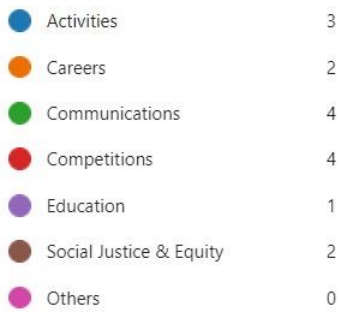 Activities 3
Careers 2
Communications 4
Competitions 4
Education 1
Social Justice & Equity 2
Others 0